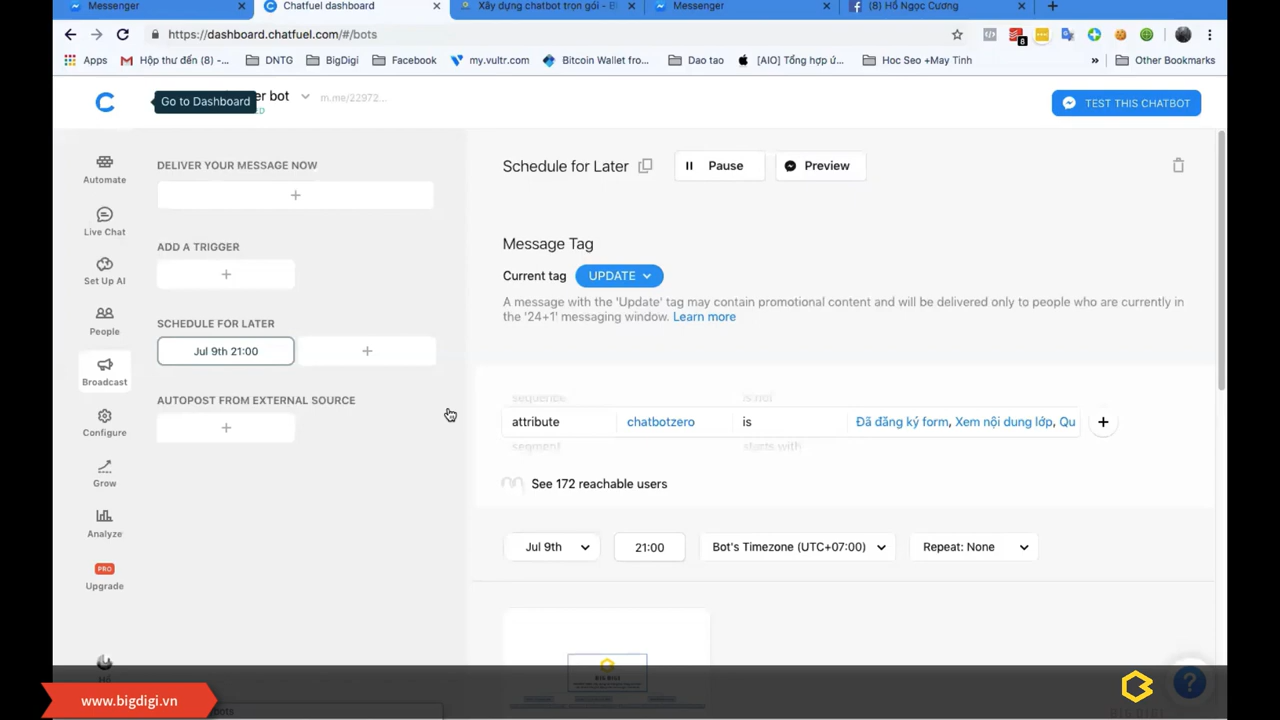 Messenger
Chatfuel dashboard
Xây dựng chatbot trọn gói - Bi
Messenger
(8) Hồ Ngọc Cương
https://dashboard.chatfuel.com/#/bots
8
Apps
Hộp thư đến (8) -...
DNTG
BigDigi
Facebook
my.vultr.com
Bitcoin Wallet fro...
Dao tao
[AIO] Tổng hợp ứ...
Hoc Seo +May Tinh
»
Other Bookmarks
Go to Dashboard
er bot
m.me/22972...
TEST THIS CHATBOT
Automate
Live Chat
Set Up AI
People
Broadcast
Configure
Grow
Analyze
PRO
Upgrade
DELIVER YOUR MESSAGE NOW
+
ADD A TRIGGER
+
SCHEDULE FOR LATER
Jul 9th 21:00
+
AUTOPOST FROM EXTERNAL SOURCE
+
Schedule for Later
Pause
Preview
Message Tag
Current tag
UPDATE
A message with the 'Update' tag may contain promotional content and will be delivered only to people who are currently in
the '24+1' messaging window. Learn more
sequence
is not
attribute
chatbotzero
is
Đã đăng ký form, Xem nội dung lớp, Qu
+
segment
starts with
See 172 reachable users
Jul 9th
21:00
Bot's Timezone (UTC+07:00)
Repeat: None
BIG DIGI
?
www.bigdigi.vn
BIG DIGI